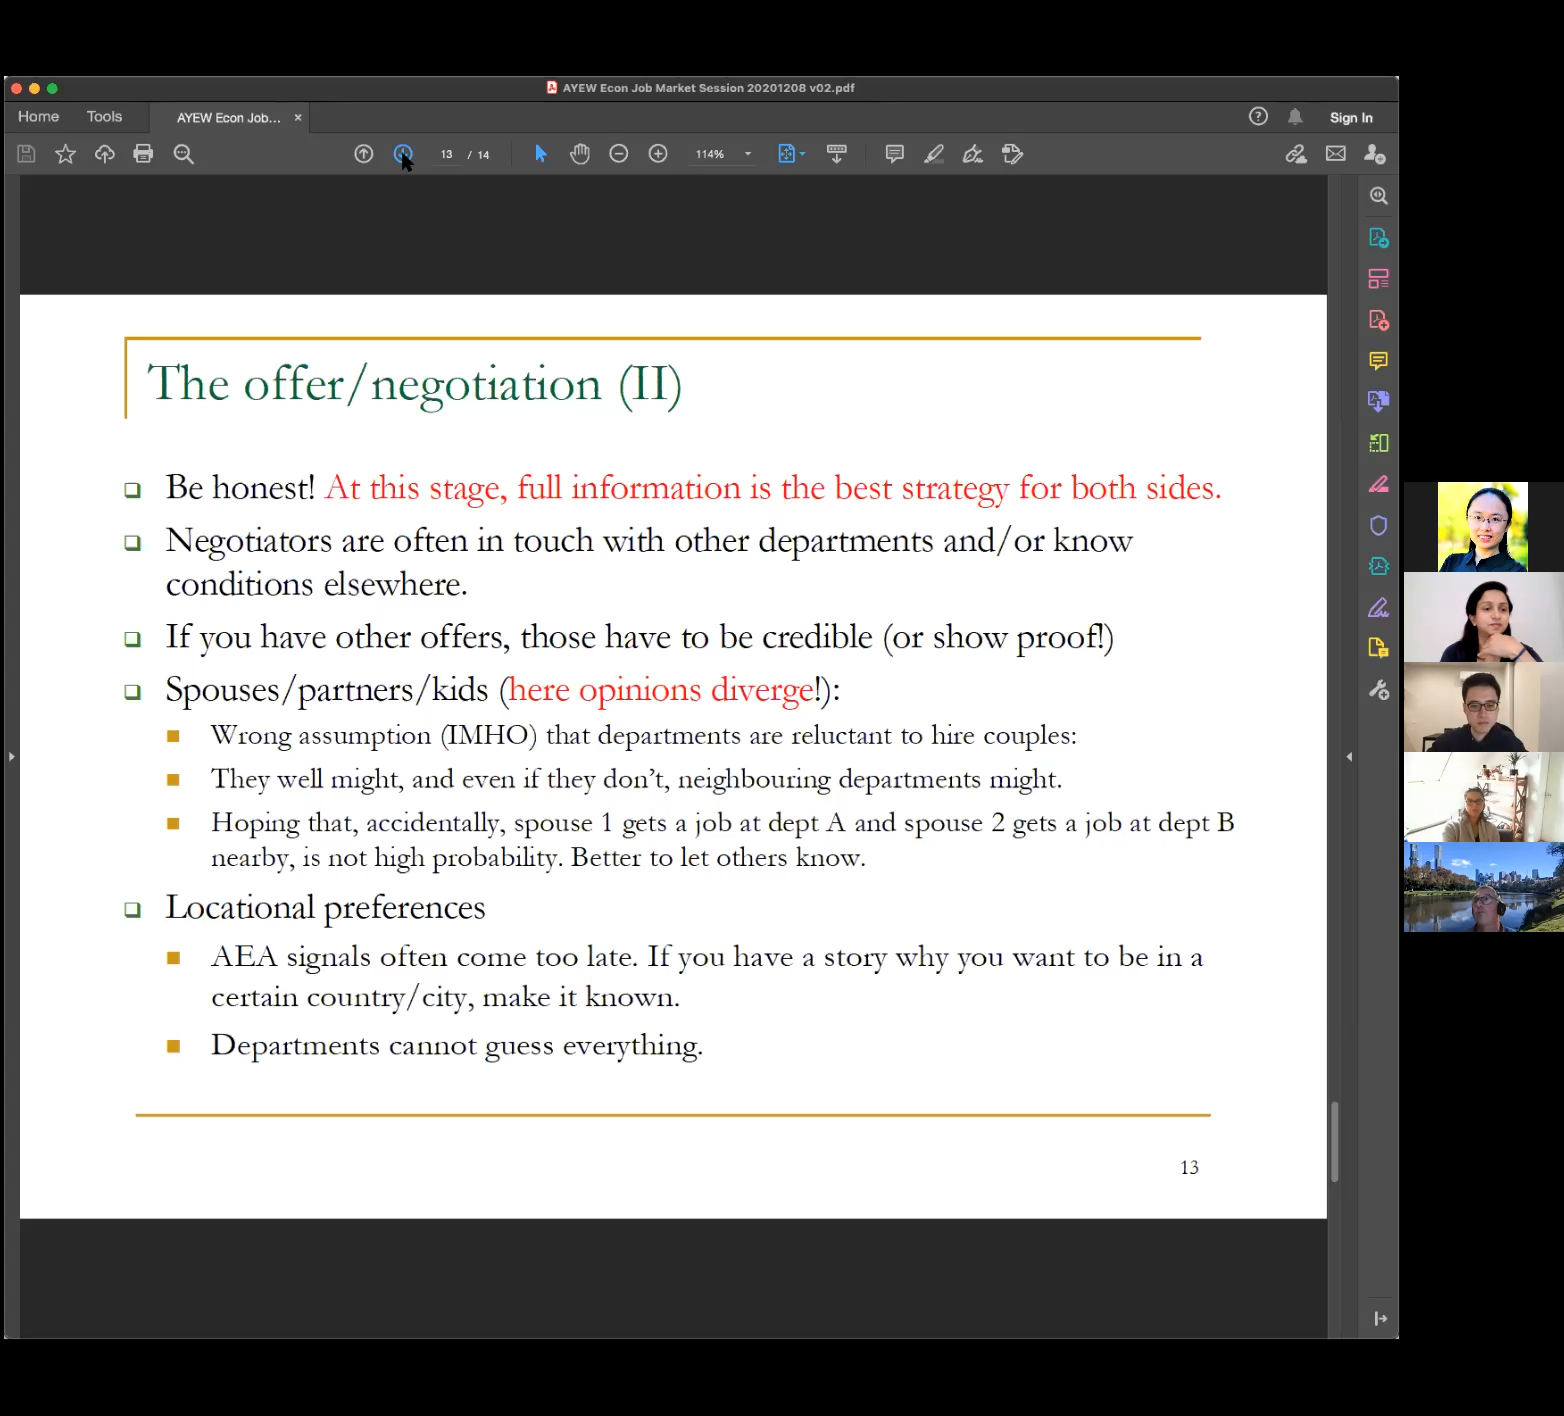 AYEW Econ Job Market Session 20201208 v02.pdf
Home
Tools
AYEW Econ Job...
×
?
Sign In
13 / 14
114%
The offer/negotiation (II)
Be honest! At this stage, full information is the best strategy for both sides.
Negotiators are often in touch with other departments and/or know
conditions elsewhere.
If you have other offers, those have to be credible (or show proof!)
Spouses/partners/kids (here opinions diverge!):
Wrong assumption (IMHO) that departments are reluctant to hire couples:
They well might, and even if they don't, neighbouring departments might.
Hoping that, accidentally, spouse 1 gets a job at dept A and spouse 2 gets a job at dept B
nearby, is not high probability. Better to let others know.
Locational preferences
AEA signals often come too late. If you have a story why you want to be in a
certain country/city, make it known.
Departments cannot guess everything.
13